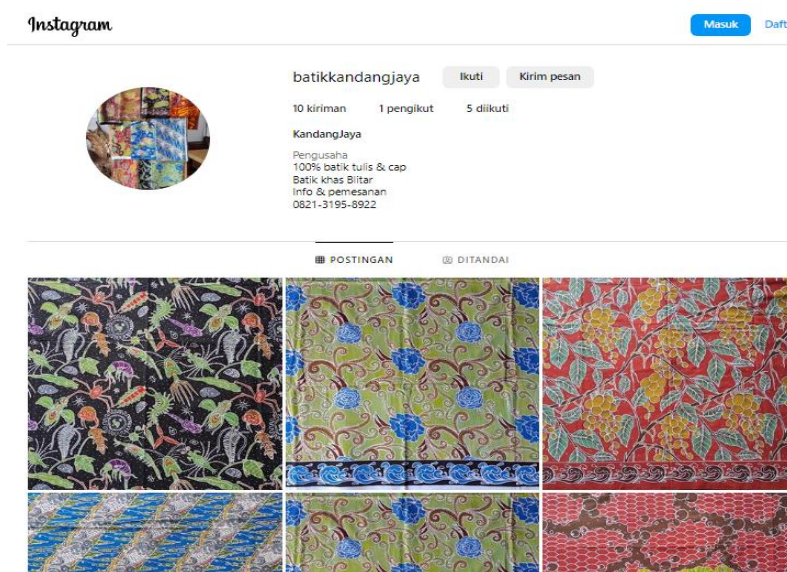 Instagram
Masuk
Daft
batikkandangjaya
Ikuti
Kirim pesan
10 kiriman
1 pengikut
5 diikuti
KandangJaya
Pengusaha
100% batik tulis & cap
Batik khas Blitar
Info & pemesanan
0821-3195-8922
POSTINGAN
DITANDAI